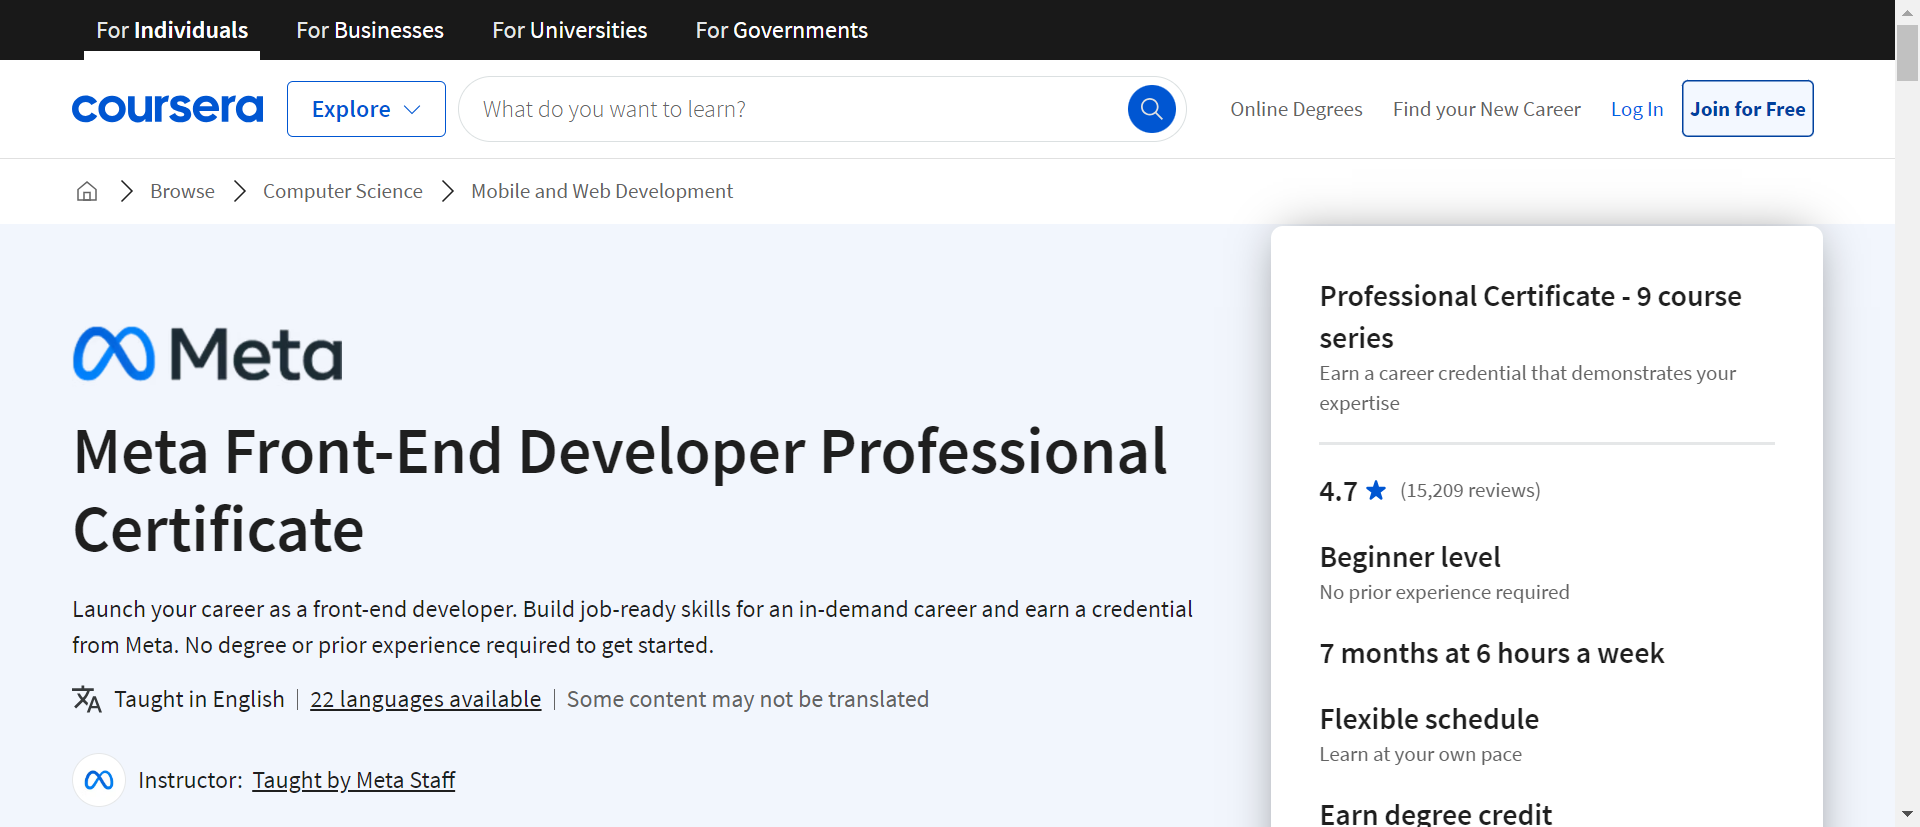 For Individuals For Businesses For Universities For Governments
coursera Explore What do you want to learn? Online Degrees Find your New Career Log In Join for Free
Browse Computer Science Mobile and Web Development
Meta
Meta Front-End Developer Professional
Certificate
Launch your career as a front-end developer. Build job-ready skills for an in-demand career and earn a credential
from Meta. No degree or prior experience required to get started.
Taught in English | 22 languages available | Some content may not be translated
Instructor: Taught by Meta Staff
Professional Certificate - 9 course
series
Earn a career credential that demonstrates your
expertise
4.7 ★ (15,209 reviews)
Beginner level
No prior experience required
7 months at 6 hours a week
Flexible schedule
Learn at your own pace
Earn degree credit